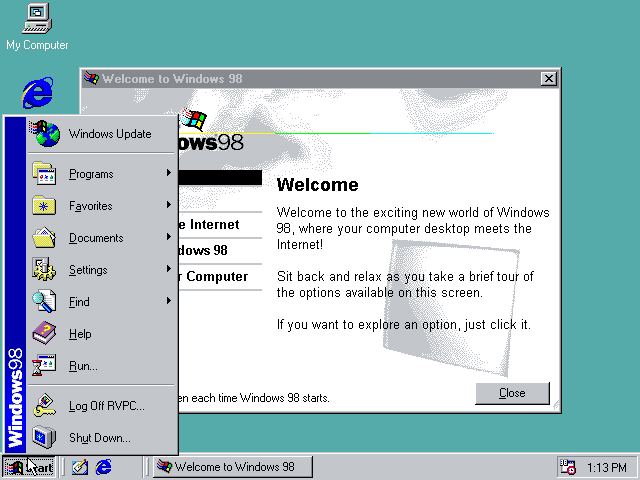 My Computer
Welcome to Windows 98
Windows Update
Programs
Favorites
Documents
Settings
Find
Help
Run...
Log Off RVPC...
Shut Down...
Windows98
ows98
Welcome
Welcome to the exciting new world of Windows
98, where your computer desktop meets the
Internet!
Sit back and relax as you take a brief tour of
the options available on this screen.
If you want to explore an option, just click it.
e Internet
dows 98
r Computer
en each time Windows 98 starts.
Close
Start
Welcome to Windows 98
1:13 PM